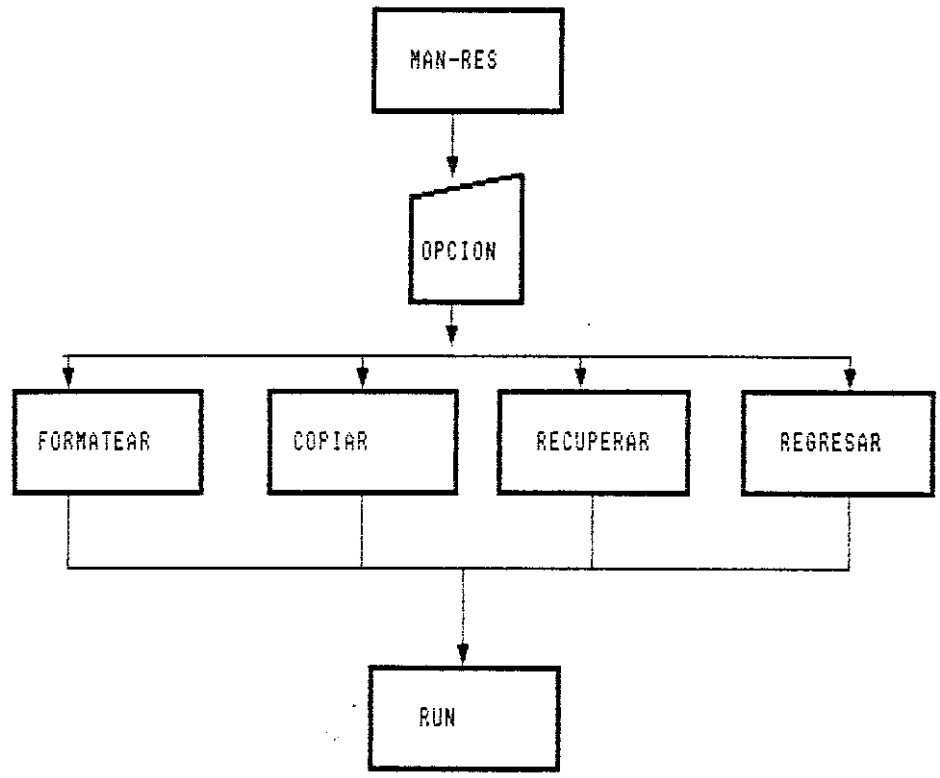 MAN-RES
OPCION
FORMATEAR
COPIAR
RECUPERAR
REGRESAR
RUN